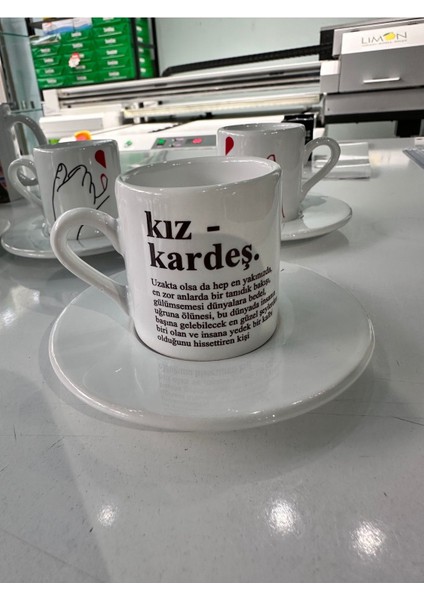 LIMON
kız -
kardeş.
Uzakta olsa da hep en yakınında,
en zor anlarda bir tanıdık bakışı,
gülümsemesi dünyalara bedel,
uğruna ölünesi, bu dünyada insanın
başına gelebilecek en güzel şeylerden
biri olan ve insana yedek bir kalbi
olduğunu hissettiren kişi